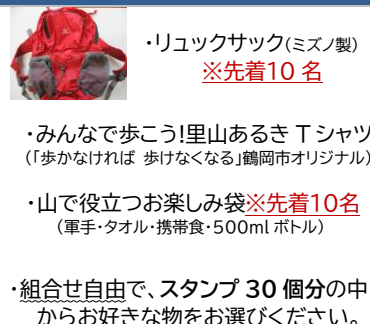 ・リュックサック(ミズノ製)
※先着10 名
・みんなで歩こう!里山あるき Tシャツ
(「歩かなければ 歩けなくなる」鶴岡市オリジナル)
・山で役立つお楽しみ袋※先着10名
(軍手・タオル・携帯食・500ml ボトル)
・組合せ自由で、スタンプ 30 個分の中
からお好きな物をお選びください。